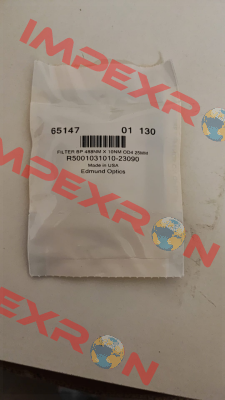 IMPEXRON
65147 01 130
FILTER BP 488NM X 10NM OD4 25MM
R5001031010-23090
Made in USA
Edmund Optics
IMPEXRON
IMPEXRON